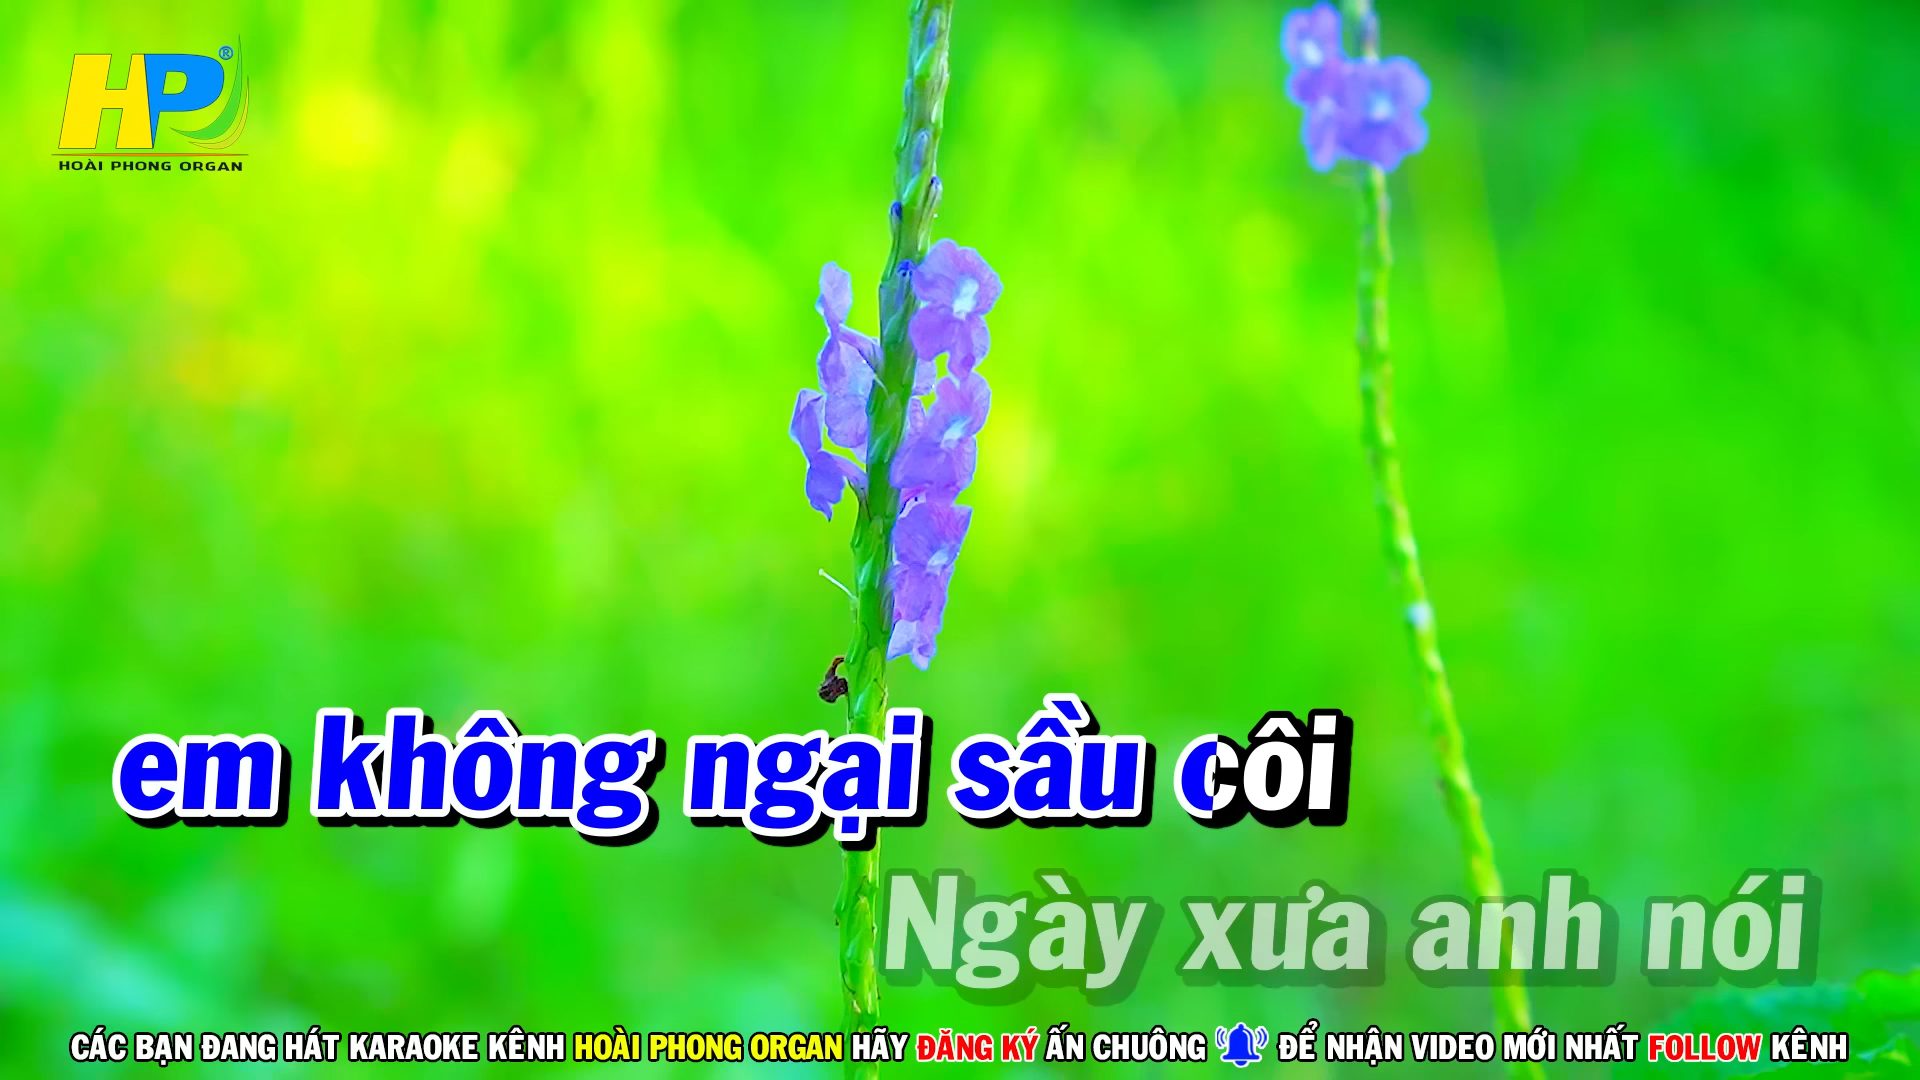 HP®
HOÀI PHONG ORGAN
em không ngại sầu côi
Ngày xưa anh nói
CÁC BẠN ĐANG HÁT KARAOKE KÊNH HOÀI PHONG ORGAN HÃY ĐĂNG KÝ ẤN CHUÔNG ĐỂ NHẬN VIDEO MỚI NHẤT FOLLOW KÊNH